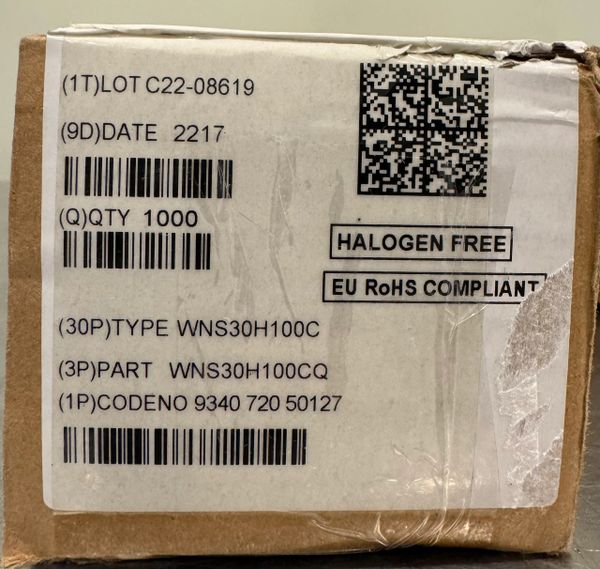 (1T)LOT C22-08619
(9D)DATE 2217
(Q)QTY 1000
HALOGEN FREE
EU RoHS COMPLIANT
(30P)TYPE WNS30H100C
(3P)PART WNS30H100CQ
(1P)CODENO 9340 720 50127